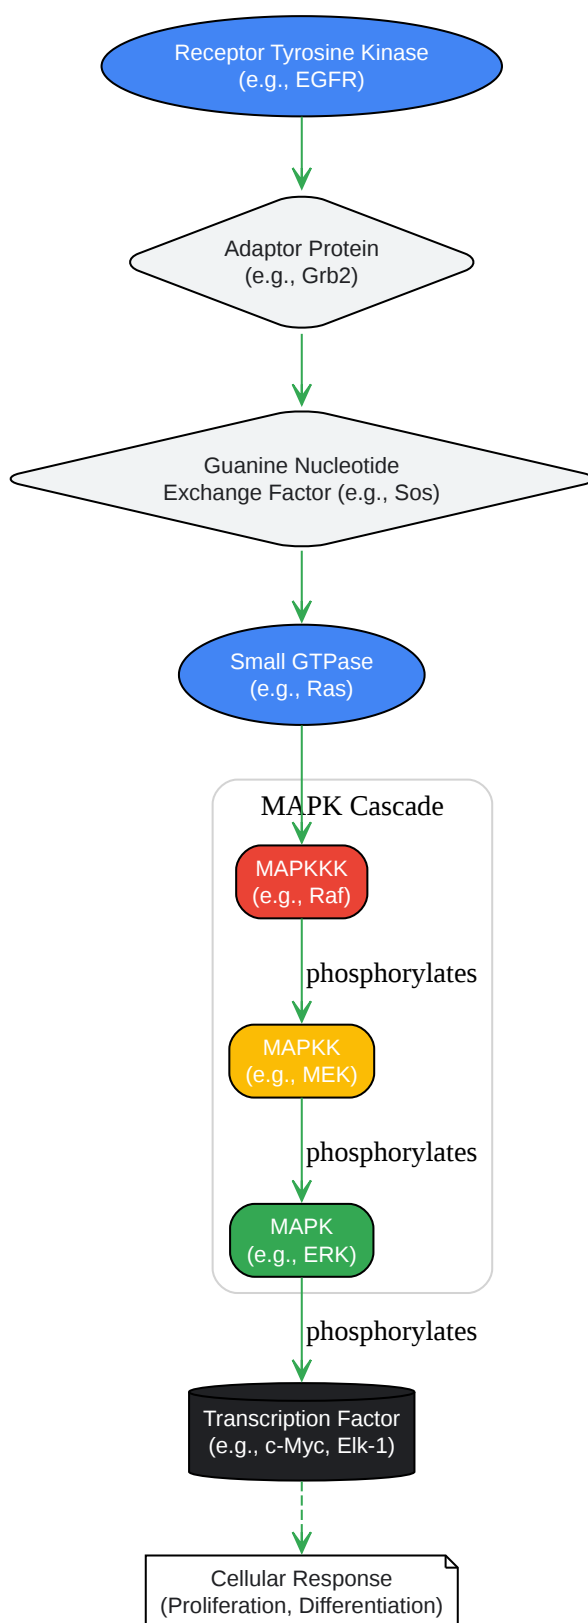 Receptor Tyrosine Kinase
(e.g., EGFR)
Adaptor Protein
(e.g., Grb2)
Guanine Nucleotide
Exchange Factor (e.g., Sos)
Small GTPase
(e.g., Ras)
MAPK Cascade
MAPKKK
(e.g., Raf)
phosphorylates
MAPKK
(e.g., MEK)
phosphorylates
MAPK
(e.g., ERK)
phosphorylates
Transcription Factor
(e.g., c-Myc, Elk-1)
Cellular Response
(Proliferation, Differentiation)